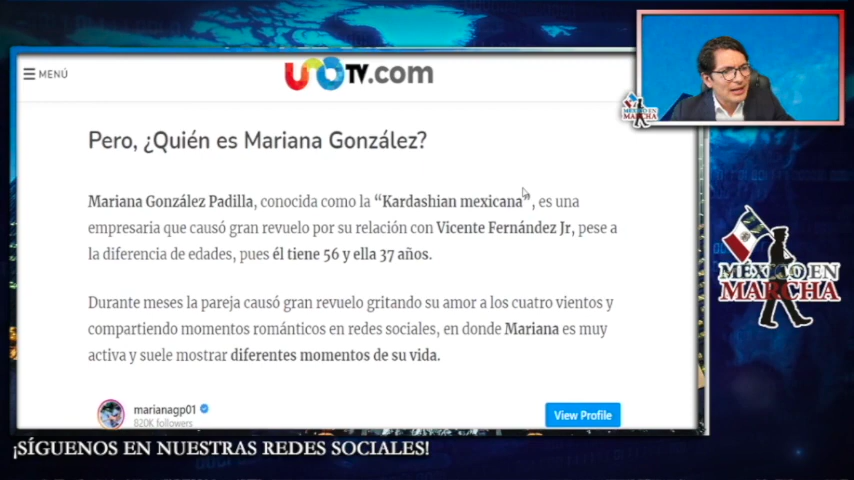 MENÚ
UNOTV.com
Pero, ¿Quién es Mariana González?
Mariana González Padilla, conocida como la “Kardashian mexicana”, es una
empresaria que causó gran revuelo por su relación con Vicente Fernández Jr, pese a
la diferencia de edades, pues él tiene 56 y ella 37 años.
Durante meses la pareja causó gran revuelo gritando su amor a los cuatro vientos y
compartiendo momentos románticos en redes sociales, en donde Mariana es muy
activa y suele mostrar diferentes momentos de su vida.
marianagp01
820K followers
View Profile
MÉXICO EN
MARCHA
MÉXICO EN
MARCHA
¡SÍGUENOS EN NUESTRAS REDES SOCIALES!